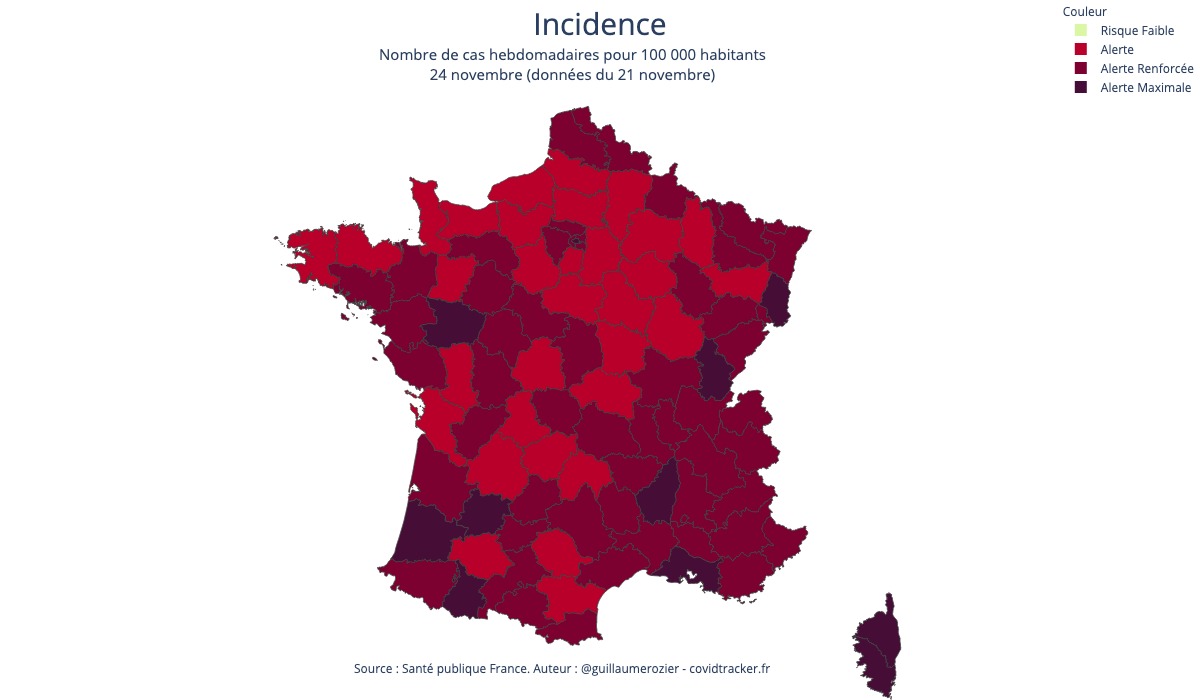 Incidence
Nombre de cas hebdomadaires pour 100 000 habitants
24 novembre (données du 21 novembre)
Couleur
Risque Faible
Alerte
Alerte Renforcée
Alerte Maximale
Source : Santé publique France. Auteur : @guillaumerozier - covidtracker.fr